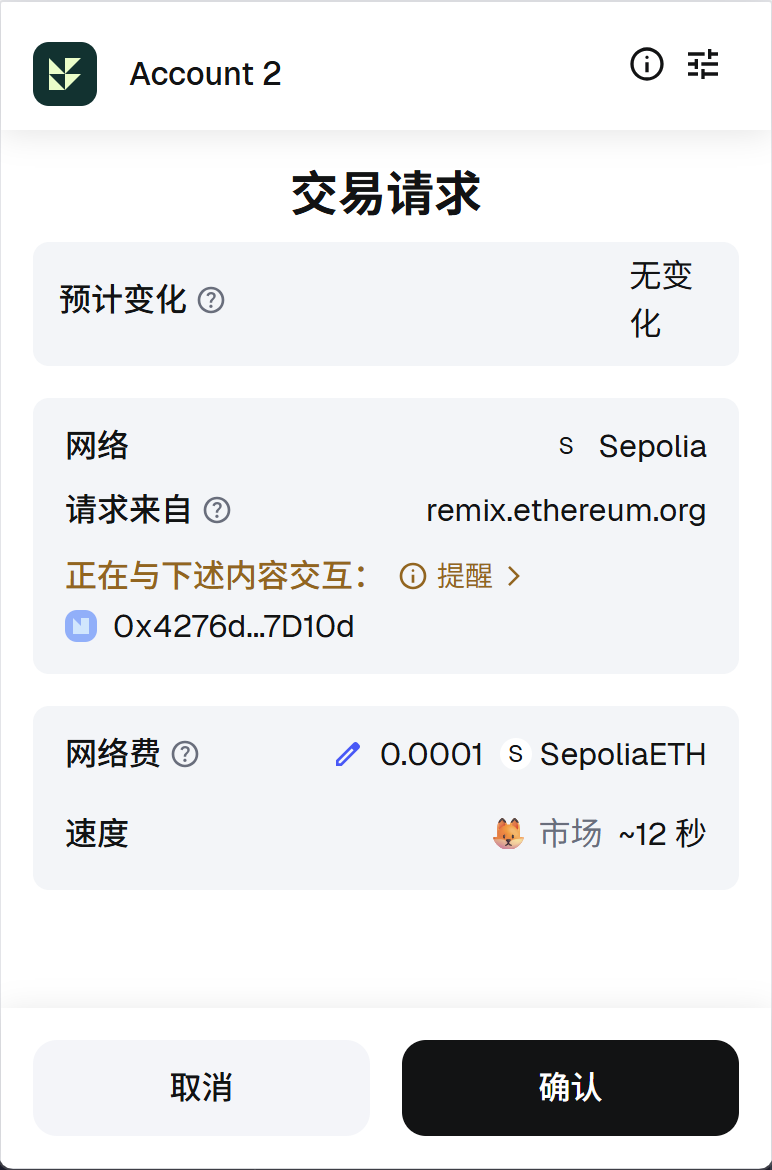 Account 2
交易请求
预计变化
无变
化
网络 S Sepolia
请求来自 remix.ethereum.org
正在与下述内容交互： 提醒
0x4276d...7D10d
网络费 0.0001 S SepoliaETH
速度 市场 ~12 秒
取消 确认